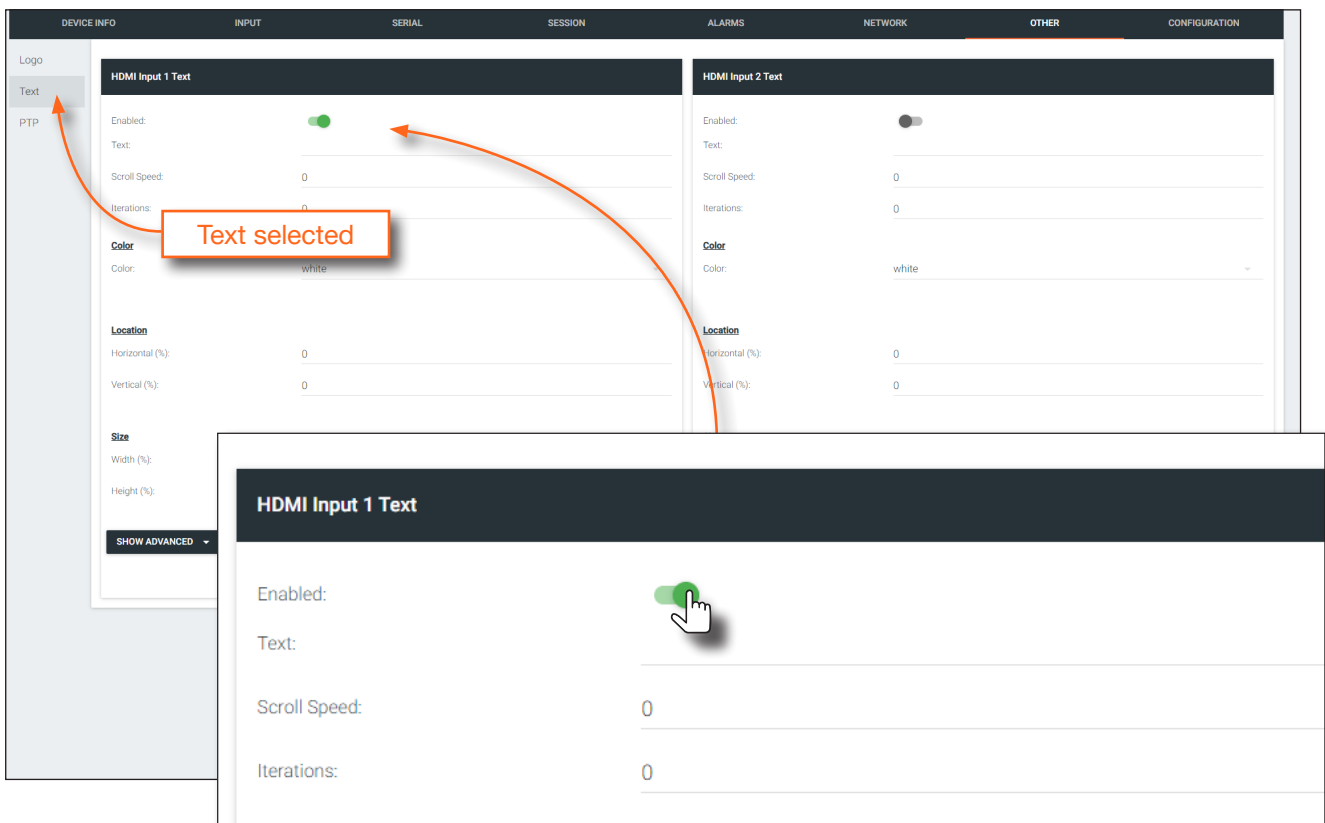 DEVICE INFO INPUT SERIAL SESSION ALARMS NETWORK OTHER CONFIGURATION
Logo
Text
PTP
HDMI Input 1 Text
Enabled:
Text:
Scroll Speed: 0
Iterations: 0
Text selected
Color
Color: white
Location
Horizontal (%): 0
Vertical (%): 0
Size
Width (%):
Height (%):
SHOW ADVANCED
HDMI Input 2 Text
Enabled:
Text:
Scroll Speed: 0
Iterations: 0
Color
Color: white
Location
Horizontal (%): 0
Vertical (%): 0
HDMI Input 1 Text
Enabled:
Text:
Scroll Speed: 0
Iterations: 0